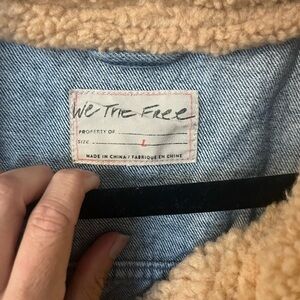 We The Free
PROPERTY OF
SIZE L
MADE IN CHINA / FABRIQUÉ EN CHINE